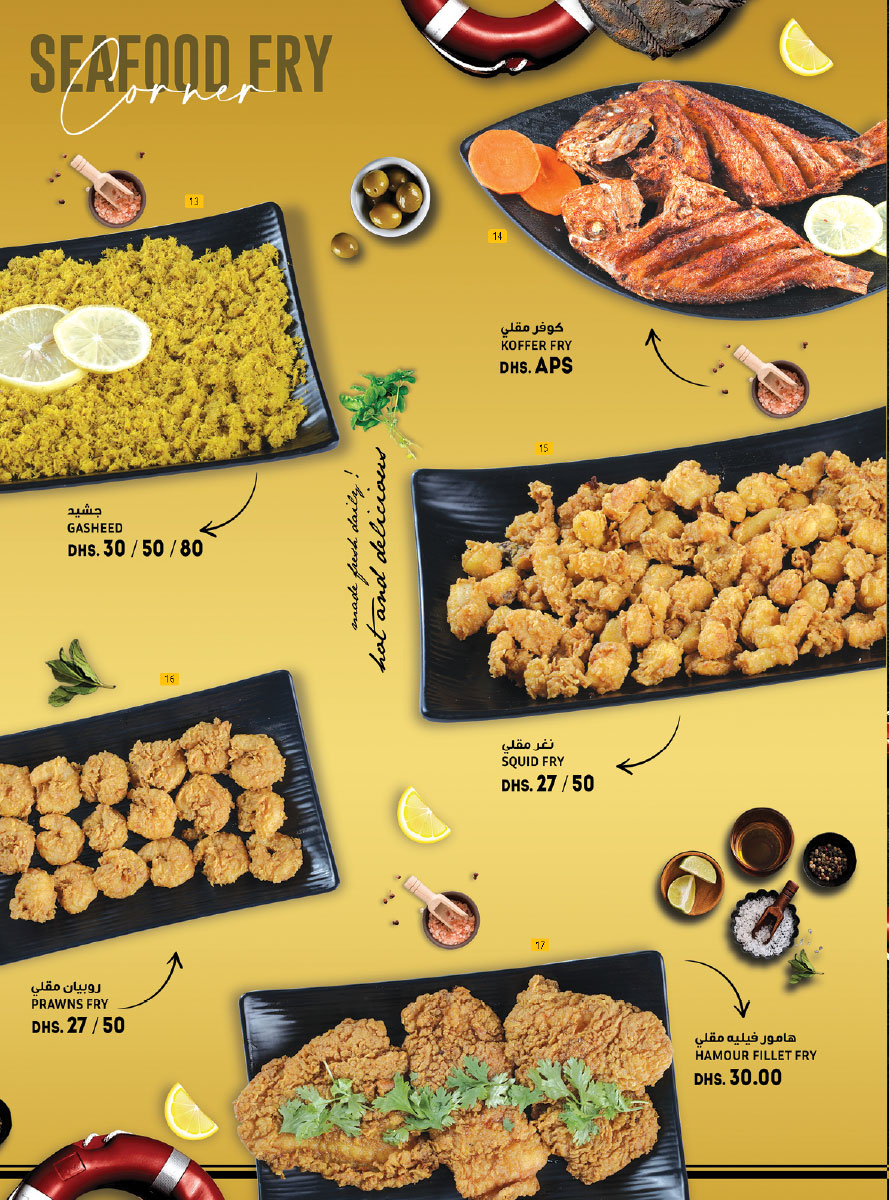 SEAFOOD FRY
Corner
13
14
كوفر مقلي
KOFFER FRY
DHS. APS
15
جشيد
GASHEED
DHS. 30 / 50 / 80
made fresh daily !
hot and delicious
16
نغر مقلي
SQUID FRY
DHS. 27 / 50
17
روبيان مقلي
PRAWNS FRY
DHS. 27 / 50
هامور فيليه مقلي
HAMOUR FILLET FRY
DHS. 30.00